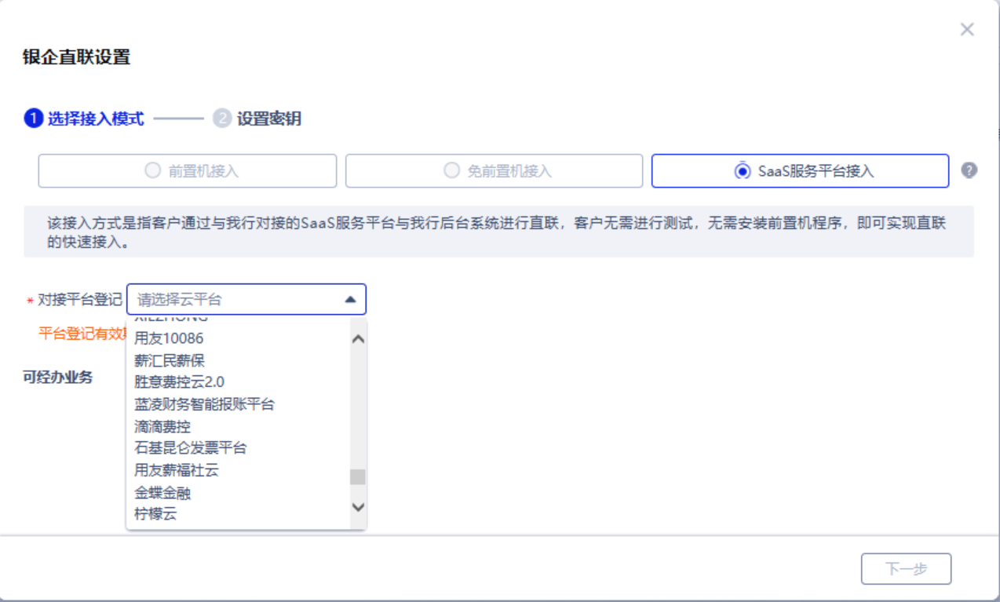 银企直联设置
1 选择接入模式
2 设置密钥
前置机接入
免前置机接入
SaaS服务平台接入
?
该接入方式是指客户通过与我行对接的SaaS服务平台与我行后台系统进行直联，客户无需进行测试，无需安装前置机程序，即可实现直联
的快速接入。
* 对接平台登记
请选择云平台
平台登记有效
可经办业务
用友10086
薪汇民薪保
胜意费控云2.0
蓝凌财务智能报账平台
滴滴费控
石基昆仑发票平台
用友薪福社云
金蝶金融
柠檬云
下一步